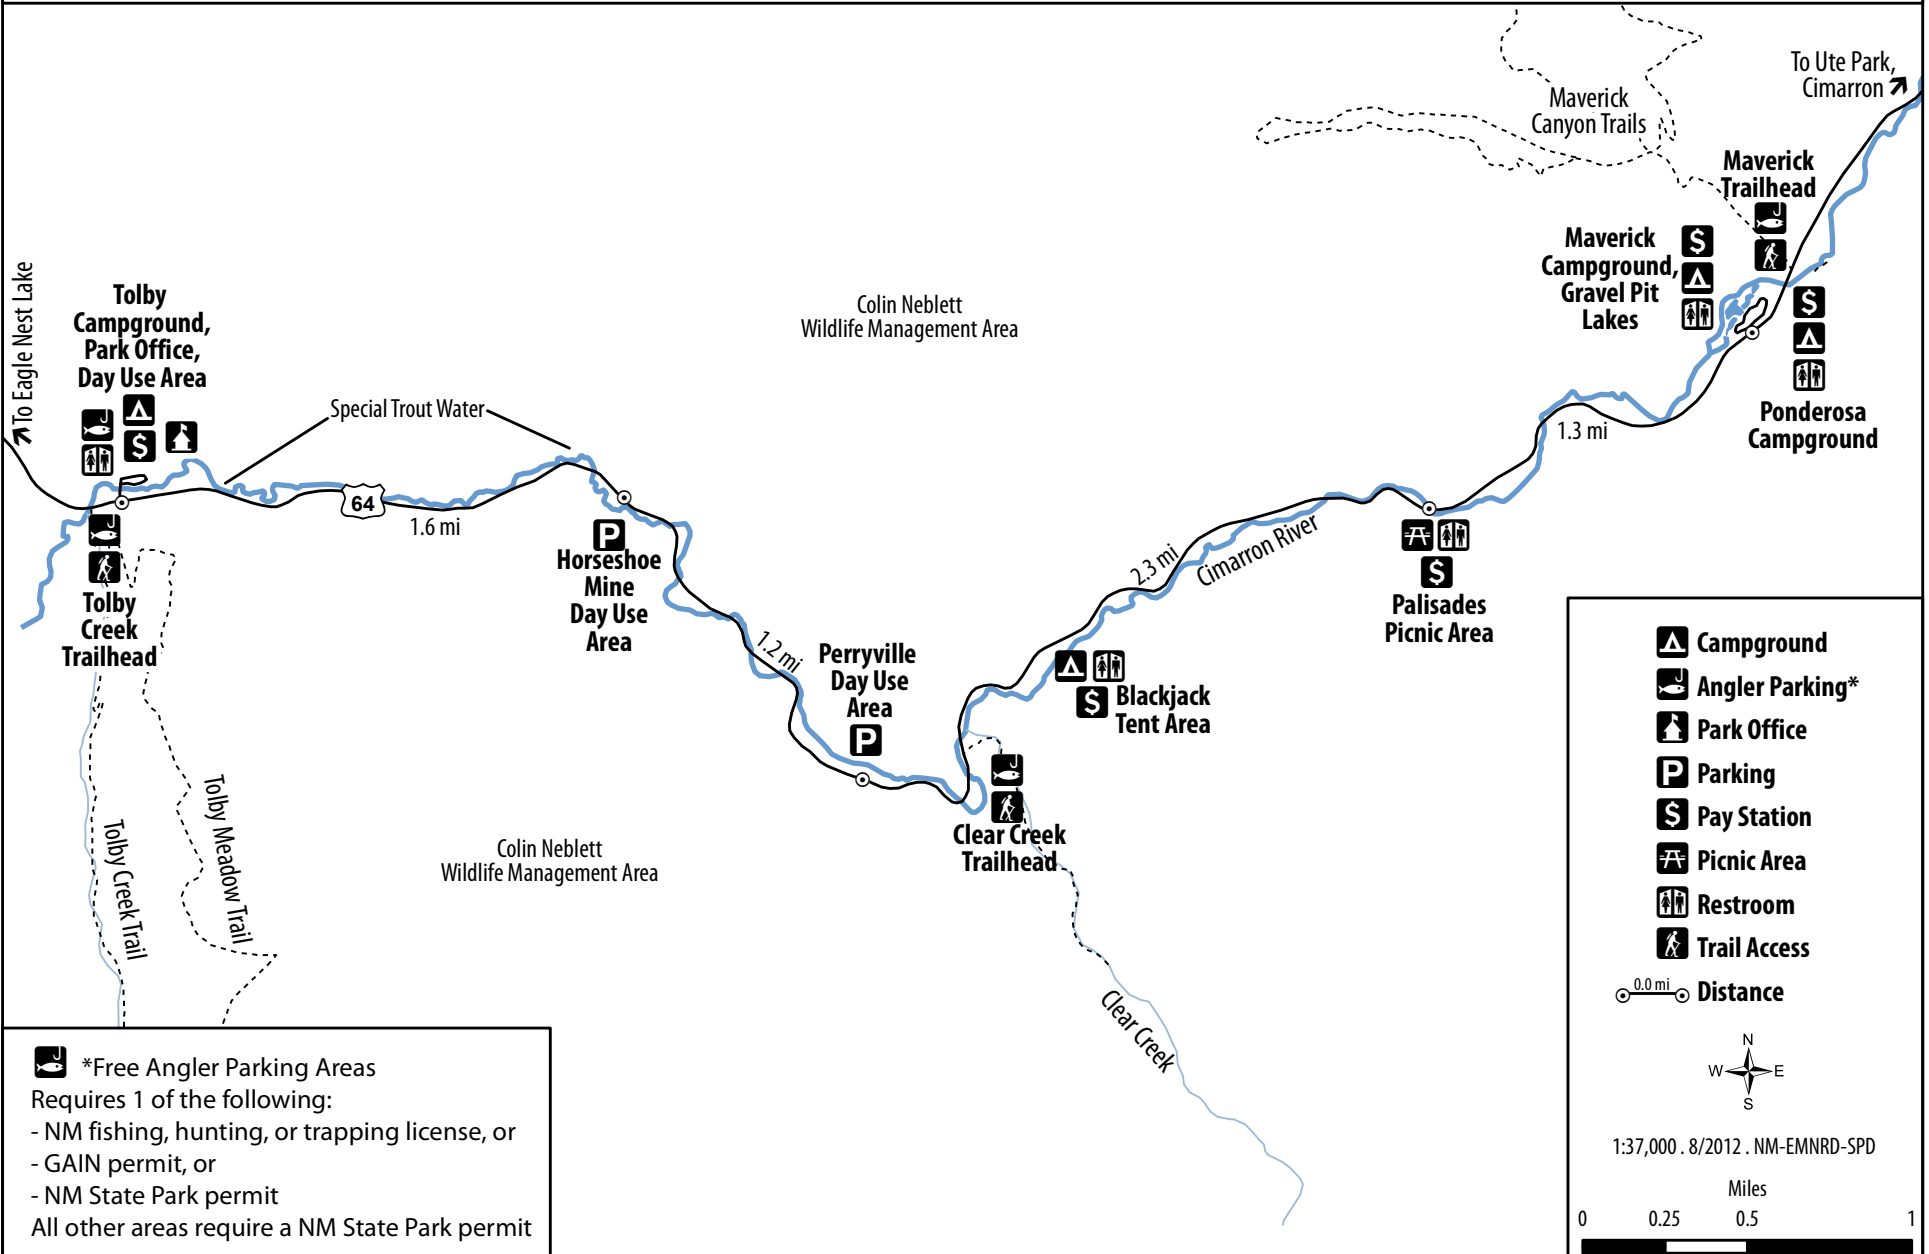 To Ute Park,
Cimarron
Maverick
Canyon Trails
Maverick
Trailhead
Maverick
Campground,
Gravel Pit
Lakes
$
$
Ponderosa
Campground
To Eagle Nest Lake
Tolby
Campground,
Park Office,
Day Use Area
$
Colin Neblett
Wildlife Management Area
Special Trout Water
64
1.6 mi
1.3 mi
P
Horseshoe
Mine
Day Use
Area
Tolby
Creek
Trailhead
2.3 mi
Cimarron River
$
Palisades
Picnic Area
1.2 mi
Perryville
Day Use
Area
P
$
Blackjack
Tent Area
Clear Creek
Trailhead
Colin Neblett
Wildlife Management Area
Tolby Creek Trail
Tolby Meadow Trail
Clear Creek
Campground
Angler Parking*
Park Office
P Parking
$ Pay Station
Picnic Area
Restroom
Trail Access
0.0 mi Distance
N
W E
S
1:37,000 . 8/2012 . NM-EMNRD-SPD
Miles
0 0.25 0.5 1
*Free Angler Parking Areas
Requires 1 of the following:
- NM fishing, hunting, or trapping license, or
- GAIN permit, or
- NM State Park permit
All other areas require a NM State Park permit